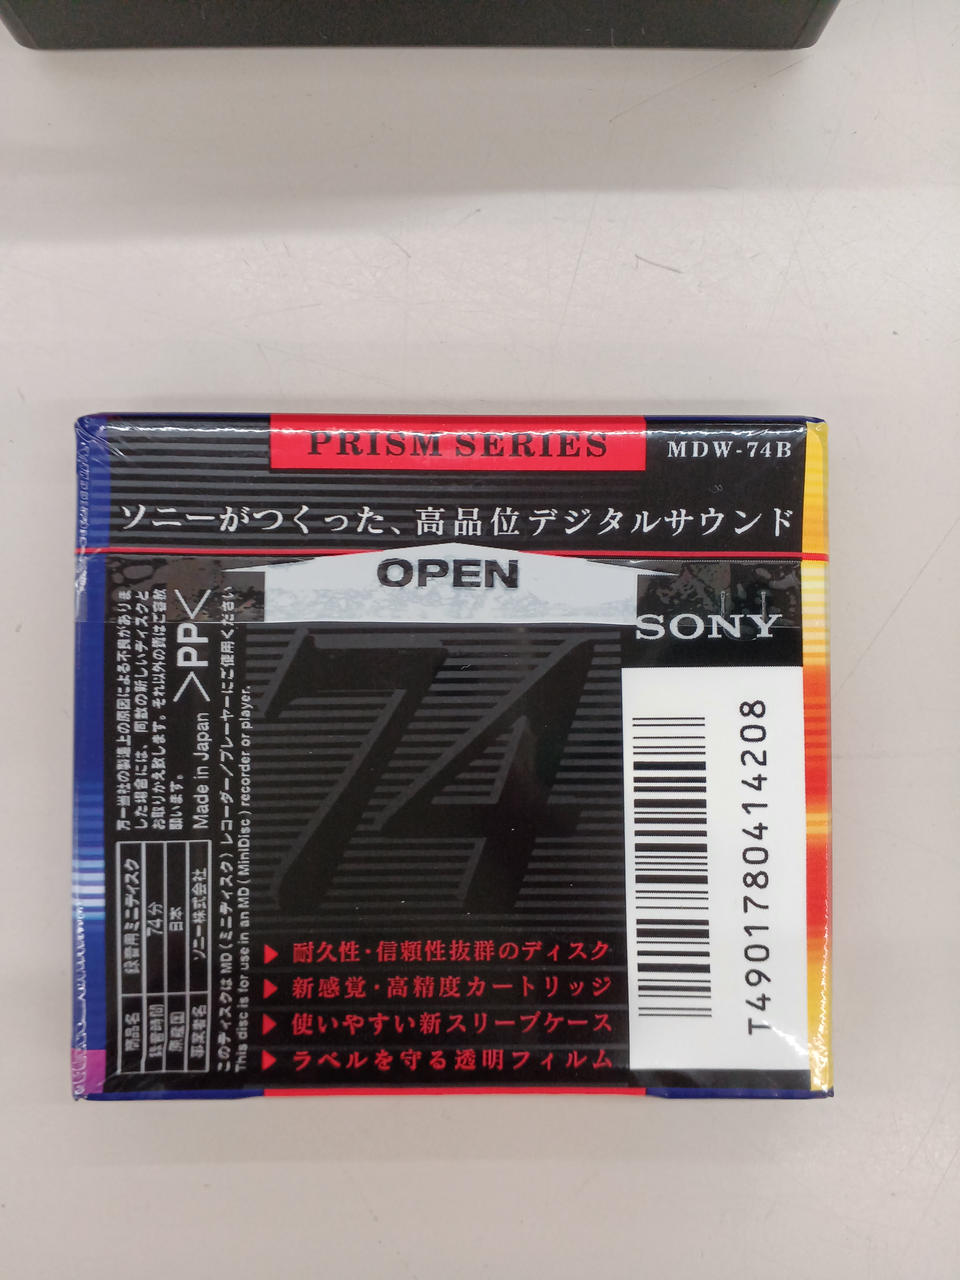 PRISM SERIES
MDW-74B
ソニーがつくった、高品位デジタルサウンド
OPEN
SONY
74
耐久性・信頼性抜群のディスク
新感覚・高精度カートリッジ
使いやすい新スリーブケース
ラベルを守る透明フィルム
T4901780414208
万一当社の製造上の原因による不良がありま
した場合には、同数の新しいディスクと
お取りかえ致します。それ以外の責はご容赦
願います。
Made in Japan >PP<
商品名 録音用ミニディスク
録音時間 74分
原産国 日本
事業者名 ソニー株式会社
このディスクはMD(ミニディスク)レコーダー/プレーヤーにご使用ください
This disc is for use in an MD (MiniDisc) recorder or player.